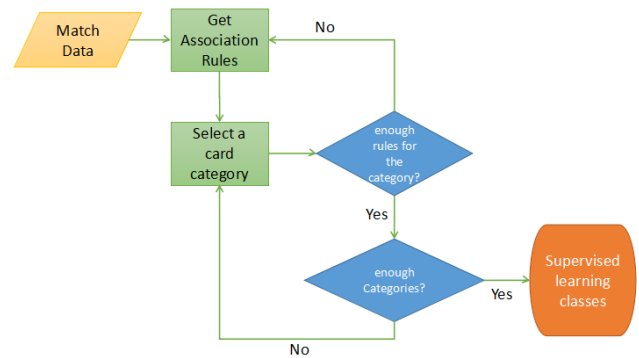 Match
Data
Get
Association
Rules
No
Select a
card
category
enough
rules for
the
category?
Yes
enough
Categories?
Yes
No
Supervised
learning
classes